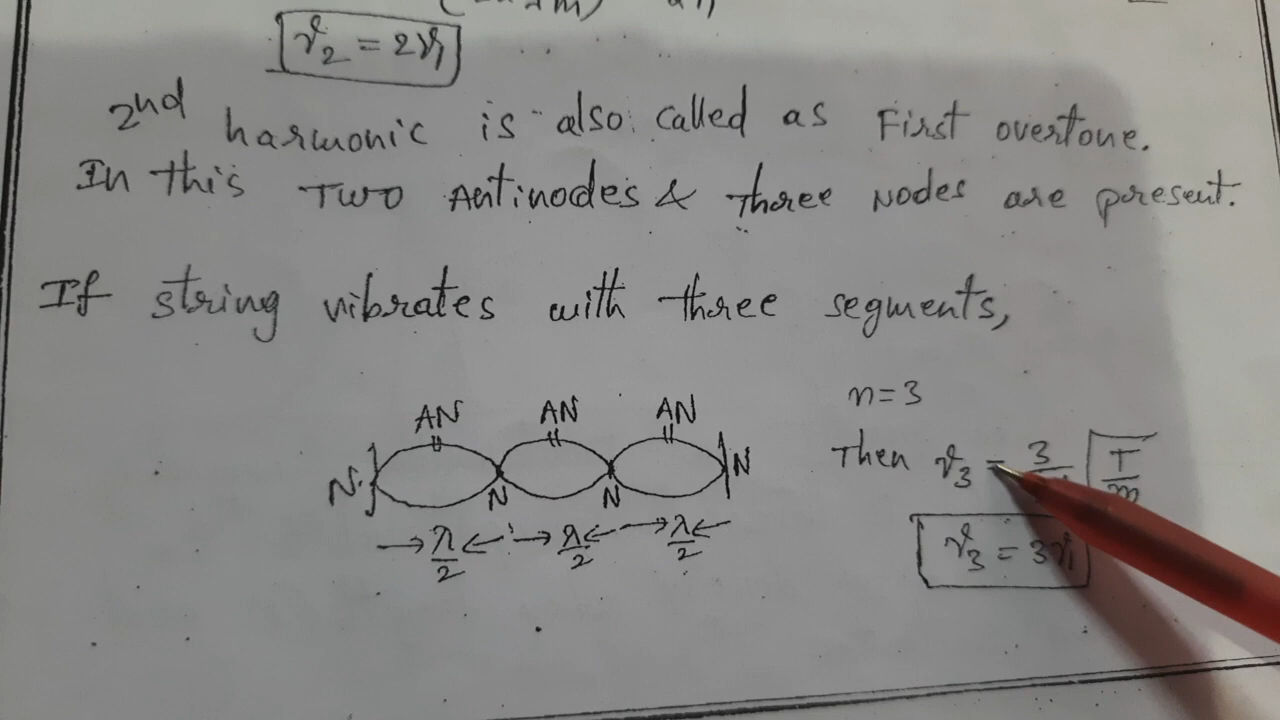 ν₂ = 2ν₁
2nd harmonic is also called as First overtone.
In this Two Antinodes & three Nodes are present.
If string vibrates with three segments,
n=3
AN AN AN
Then ν₃ = 3 √T/m
N N N N
λ/2 λ/2 λ/2
ν₃ = 3ν₁